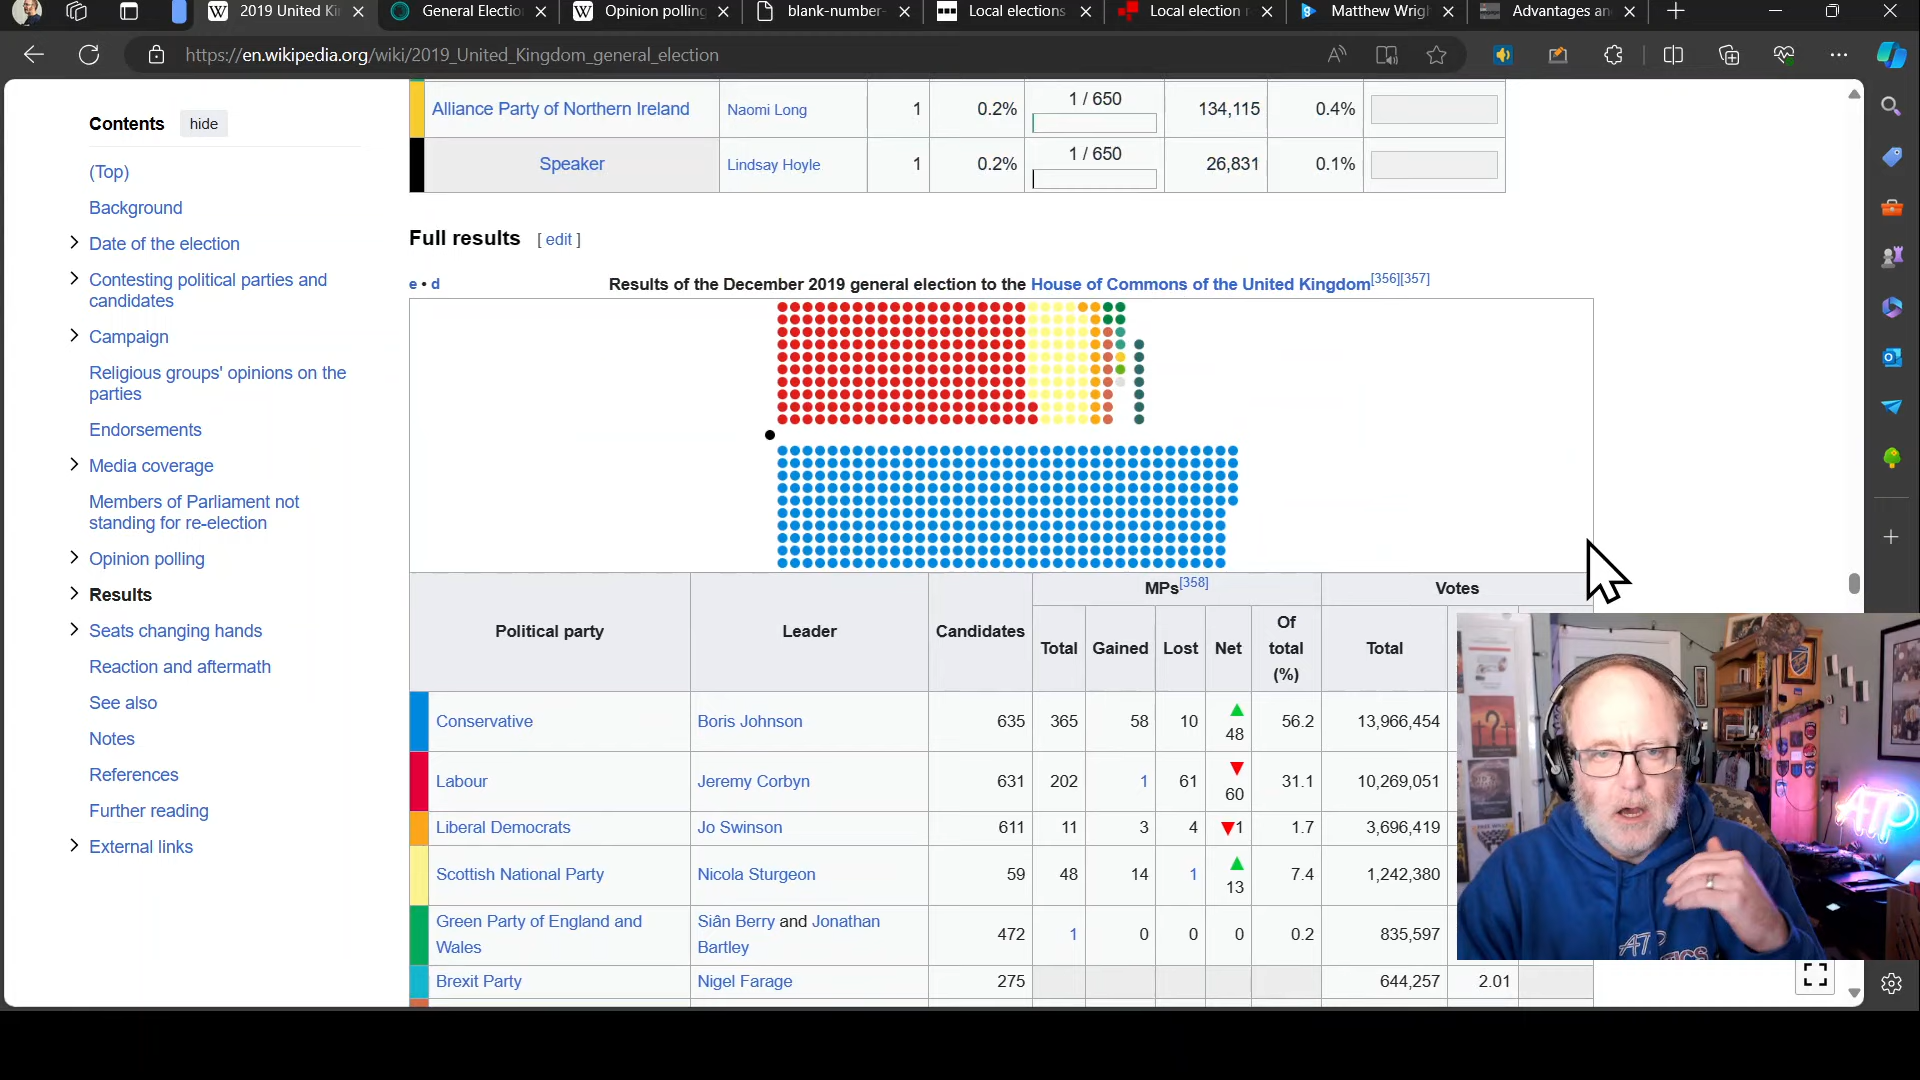 2019 United Ki
General Electio
Opinion polling
blank-number-
Local elections
Local election r
Matthew Wrigh
Advantages an
https://en.wikipedia.org/wiki/2019_United_Kingdom_general_election
Contents hide
(Top)
Background
Date of the election
Contesting political parties and
candidates
Campaign
Religious groups' opinions on the
parties
Endorsements
Media coverage
Members of Parliament not
standing for re-election
Opinion polling
Results
Seats changing hands
Reaction and aftermath
See also
Notes
References
Further reading
External links
Alliance Party of Northern Ireland Naomi Long 1 0.2% 1 / 650 134,115 0.4%
Speaker Lindsay Hoyle 1 0.2% 1 / 650 26,831 0.1%
Full results [ edit ]
e • d Results of the December 2019 general election to the House of Commons of the United Kingdom[356][357]
Political party Leader Candidates MPs[358] Votes
Total Gained Lost Net Of total (%) Total
Conservative Boris Johnson 635 365 58 10 ▲ 48 56.2 13,966,454
Labour Jeremy Corbyn 631 202 1 61 ▼ 60 31.1 10,269,051
Liberal Democrats Jo Swinson 611 11 3 4 ▼1 1.7 3,696,419
Scottish National Party Nicola Sturgeon 59 48 14 1 ▲ 13 7.4 1,242,380
Green Party of England and Wales Siân Berry and Jonathan Bartley 472 1 0 0 0 0.2 835,597
Brexit Party Nigel Farage 275 644,257 2.01
ATP